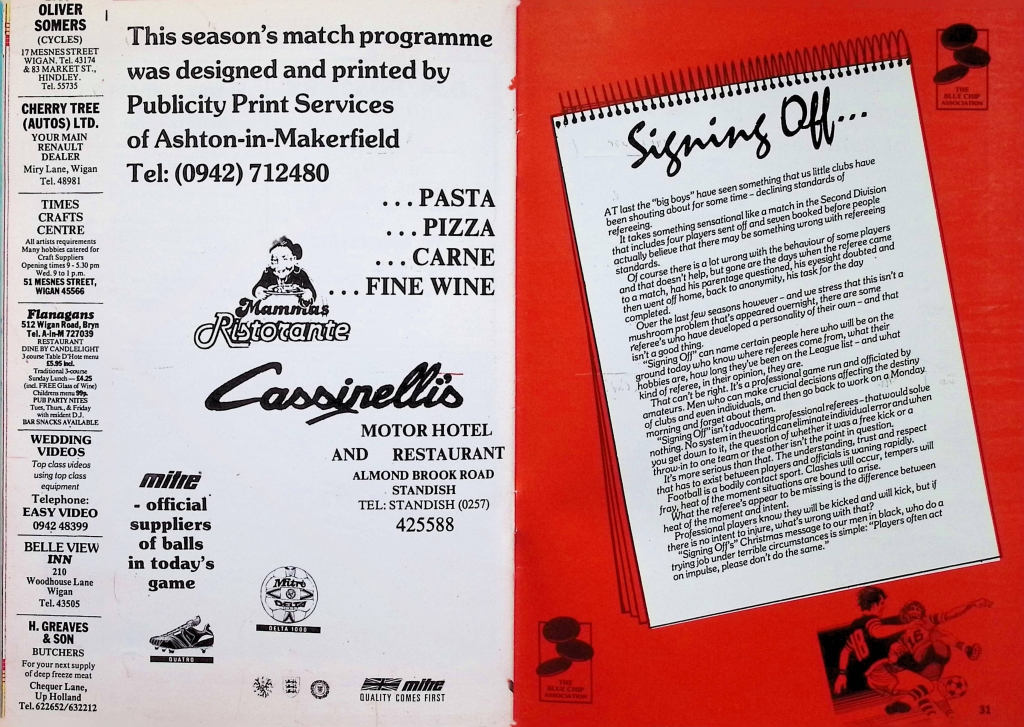 OLIVER
SOMERS
(CYCLES)
17 MESNES STREET
WIGAN. Tel. 43174
& 83 MARKET ST.,
HINDLEY.
Tel. 55735
CHERRY TREE
(AUTOS) LTD.
YOUR MAIN
RENAULT
DEALER
Miry Lane, Wigan
Tel. 48981
TIMES
CRAFTS
CENTRE
All artists requirements
Many hobbies catered for
Craft Suppliers
Opening times 9 - 5.30 pm
Wed. 9 to 1 p.m.
51 MESNES STREET,
WIGAN 45566
Flanagans
512 Wigan Road, Bryn
Tel. A-in-M 727039
RESTAURANT
DINE BY CANDLELIGHT
3-course Table D'Hote menu
£5.95 Incl.
Traditional 3-course
Sunday Lunch — £4.25
(incl. FREE Glass of Wine)
Childrens menu 99p.
PUB PARTY NITES
Tues, Thurs., & Friday
with resident D.J.
BAR SNACKS AVAILABLE
WEDDING
VIDEOS
Top class videos
using top class
equipment
Telephone:
EASY VIDEO
0942 48399
BELLE VIEW
INN
210
Woodhouse Lane
Wigan
Tel. 43505
H. GREAVES
& SON
BUTCHERS
For your next supply
of deep freeze meat
Chequer Lane,
Up Holland
Tel. 622652/632212
This season's match programme
was designed and printed by
Publicity Print Services
of Ashton-in-Makerfield
Tel: (0942) 712480
...PASTA
...PIZZA
...CARNE
...FINE WINE
Mammas
Ristorante
Cassinelli's
MOTOR HOTEL
AND RESTAURANT
ALMOND BROOK ROAD
STANDISH
TEL: STANDISH (0257)
425588
mitre
- official
suppliers
of balls
in today's
game
Mitre
DELTA
DELTA 1000
QUATRO
mitre
QUALITY COMES FIRST
THE
BLUE CHIP
ASSOCIATION
Signing Off...
AT last the "big boys" have seen something that us little clubs have
been shouting about for some time – declining standards of
refereeing.
It takes something sensational like a match in the Second Division
that includes four players sent off and seven booked before people
actually believe that there may be something wrong with refereeing
standards.
Of course there is a lot wrong with the behaviour of some players
and that doesn't help, but gone are the days when the referee came
to a match, had his parentage questioned, his eyesight doubted and
then went off home, back to anonymity, his task for the day
completed.
Over the last few seasons however – and we stress that this isn't a
mushroom problem that's appeared overnight, there are some
referee's who have developed a personality of their own – and that
isn't a good thing.
"Signing Off" can name certain people here who will be on the
ground today who know where referees come from, what their
hobbies are, how long they've been on the League list – and what
kind of referee, in their opinion, they are.
That can't be right. It's a professional game run and officiated by
amateurs. Men who can make crucial decisions affecting the destiny
of clubs and even individuals, and then go back to work on a Monday
morning and forget about them.
"Signing Off" isn't advocating professional referees – that would solve
nothing. No system in the world can eliminate individual error and when
you get down to it, the question of whether it was a free kick or a
throw-in to one team or the other isn't the point in question.
It's more serious than that. The understanding, trust and respect
that has to exist between players and officials is waning rapidly.
Football is a bodily contact sport. Clashes will occur, tempers will
fray, heat of the moment situations are bound to arise.
What the referee's appear to be missing is the difference between
heat of the moment and intent.
Professional players know they will be kicked and will kick, but if
there is no intent to injure, what's wrong with that?
"Signing Off's" Christmas message to our men in black, who do a
trying job under terrible circumstances is simple: "Players often act
on impulse, please don't do the same."
THE
BLUE CHIP
ASSOCIATION
31